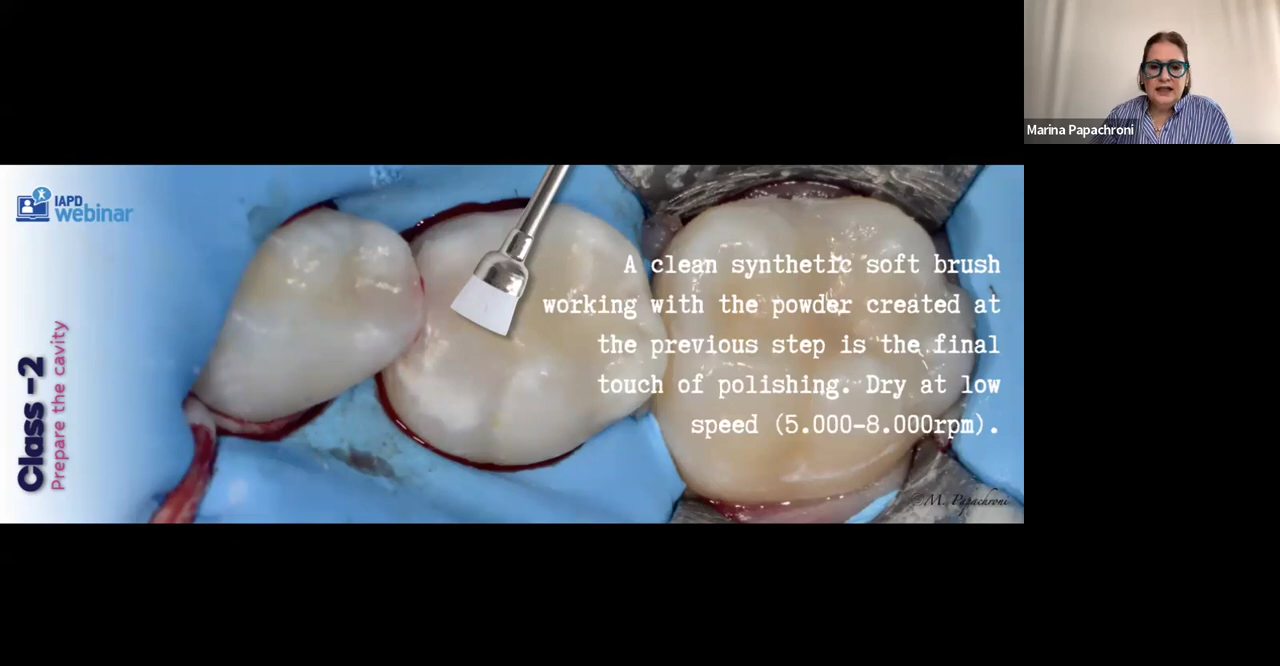 Marina Papachroni
IAPD
webinar
Class -2
Prepare the cavity
A clean synthetic soft brush
working with the powder created at
the previous step is the final
touch of polishing. Dry at low
speed (5.000-8.000rpm).
©M. Papachroni